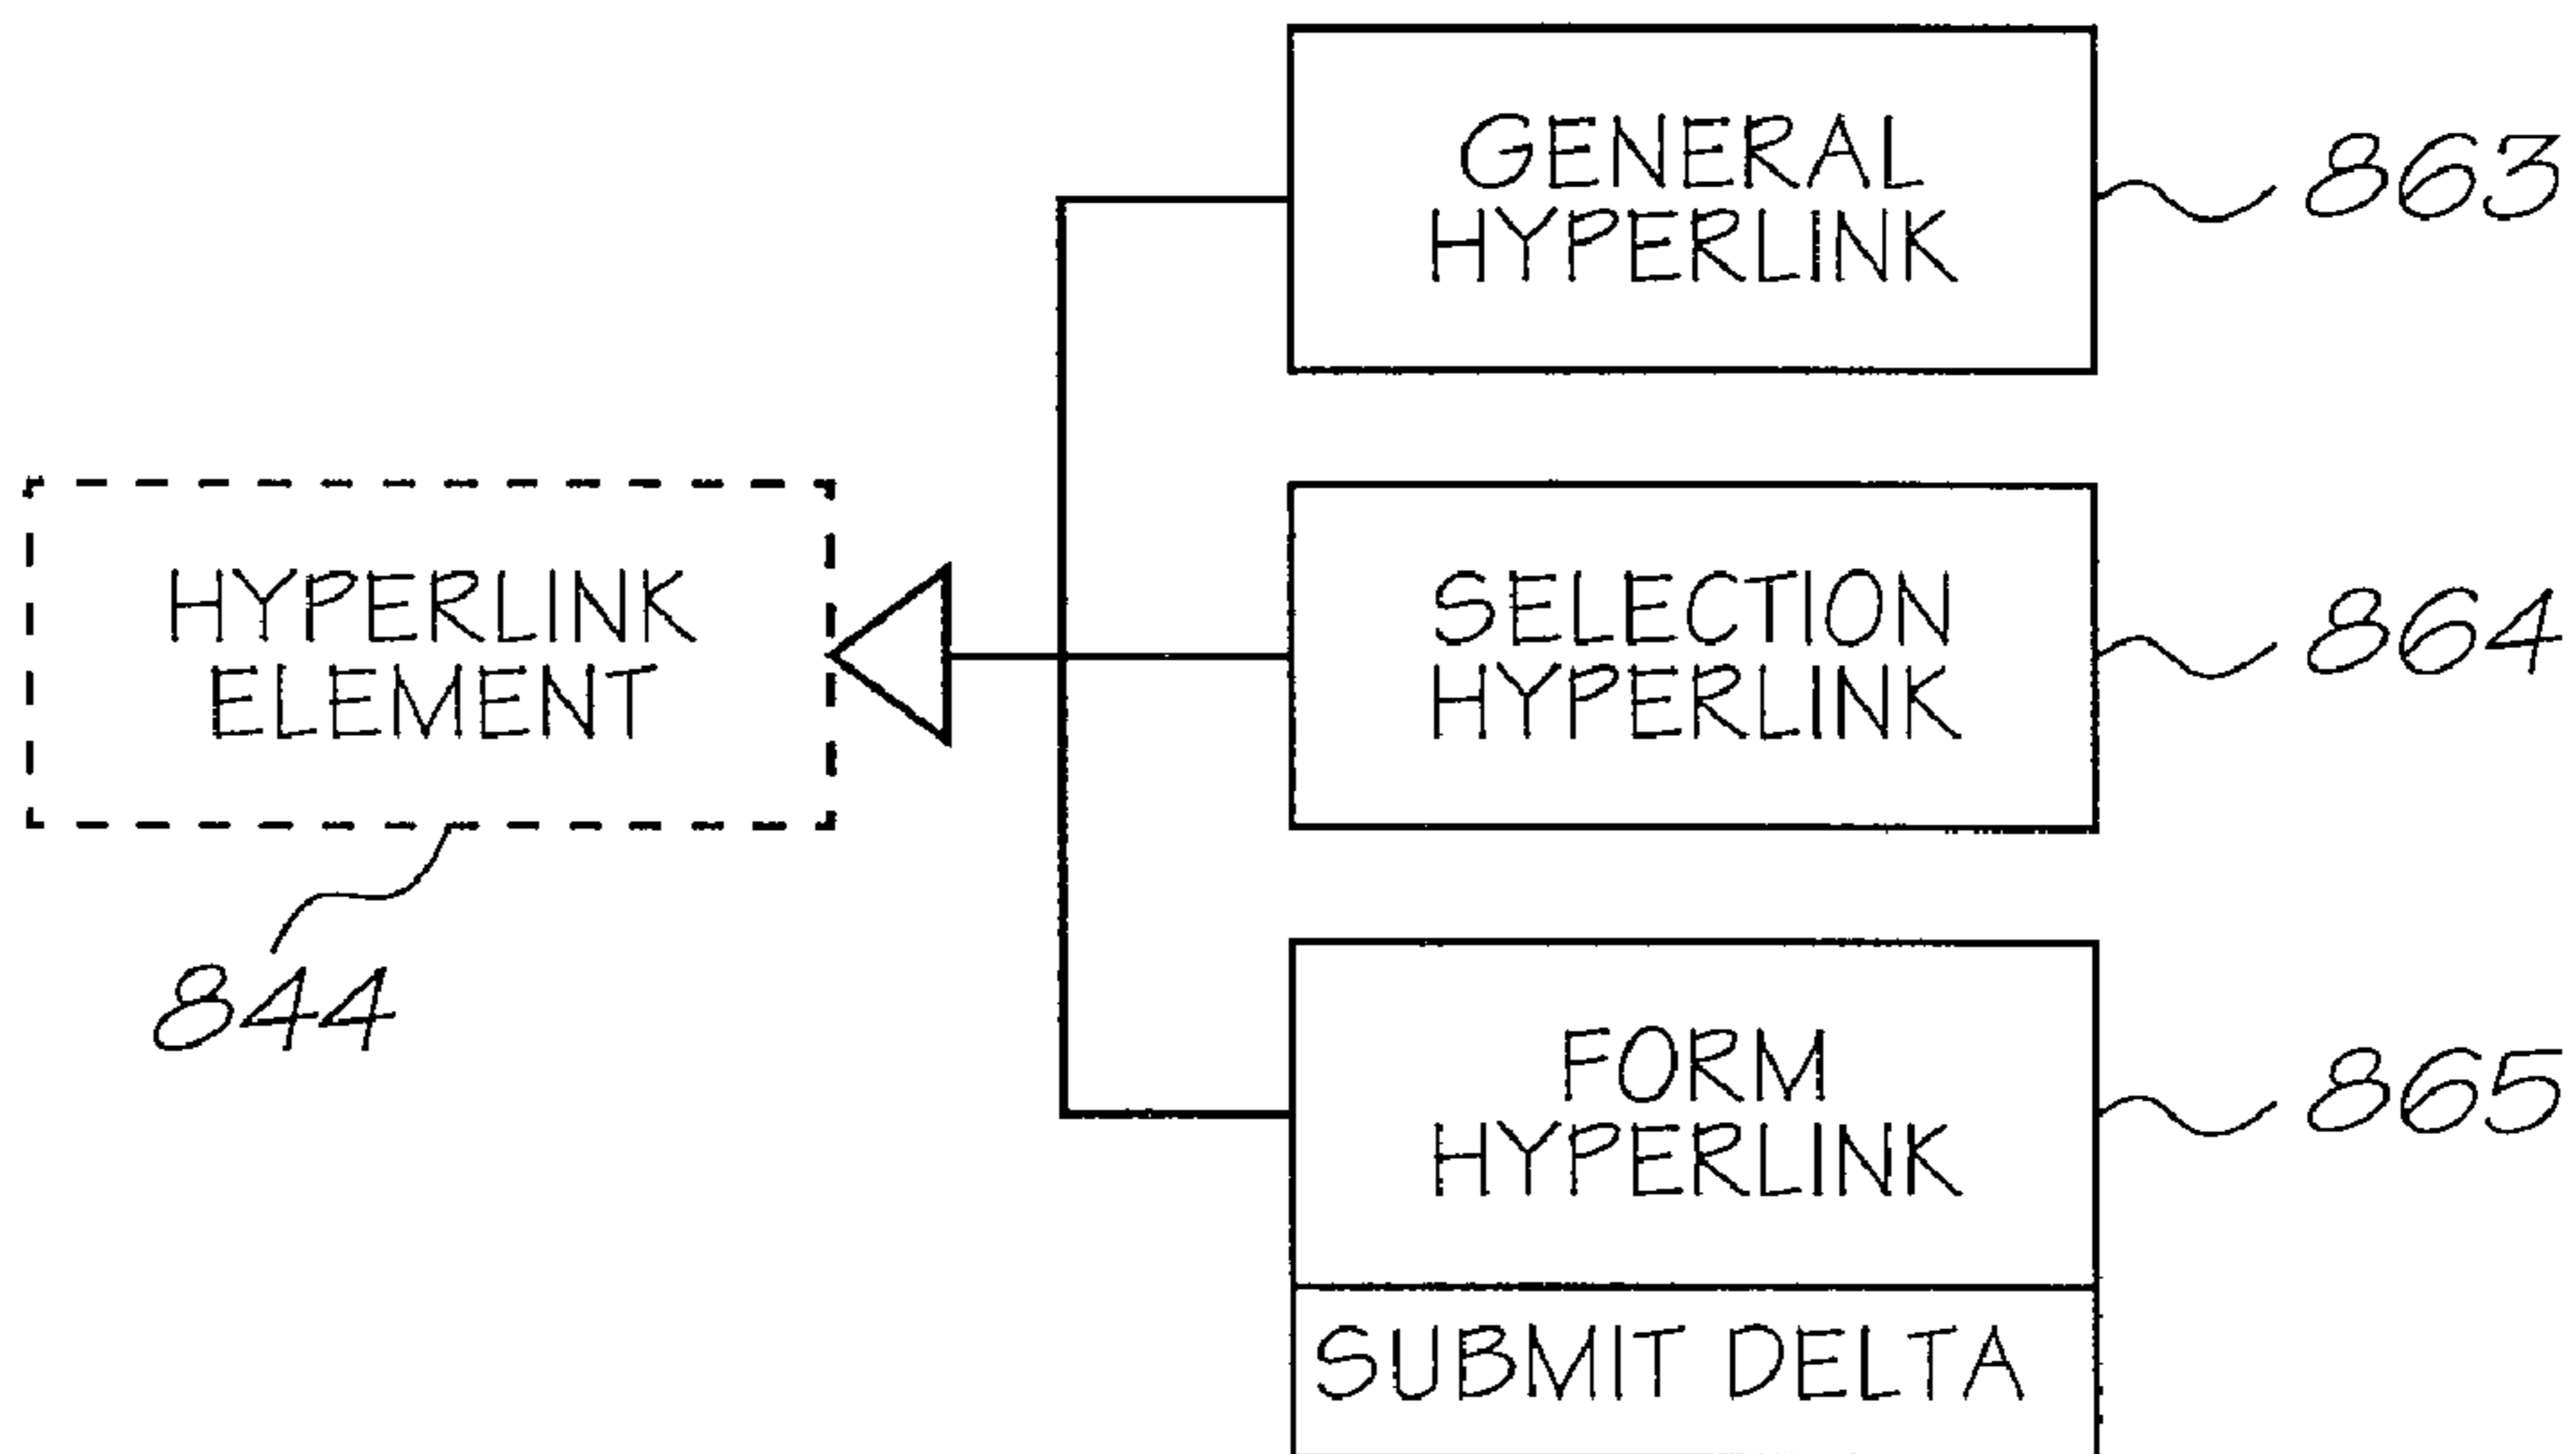 GENERAL
HYPERLINK
863
HYPERLINK
ELEMENT
844
SELECTION
HYPERLINK
864
FORM
HYPERLINK
865
SUBMIT DELTA